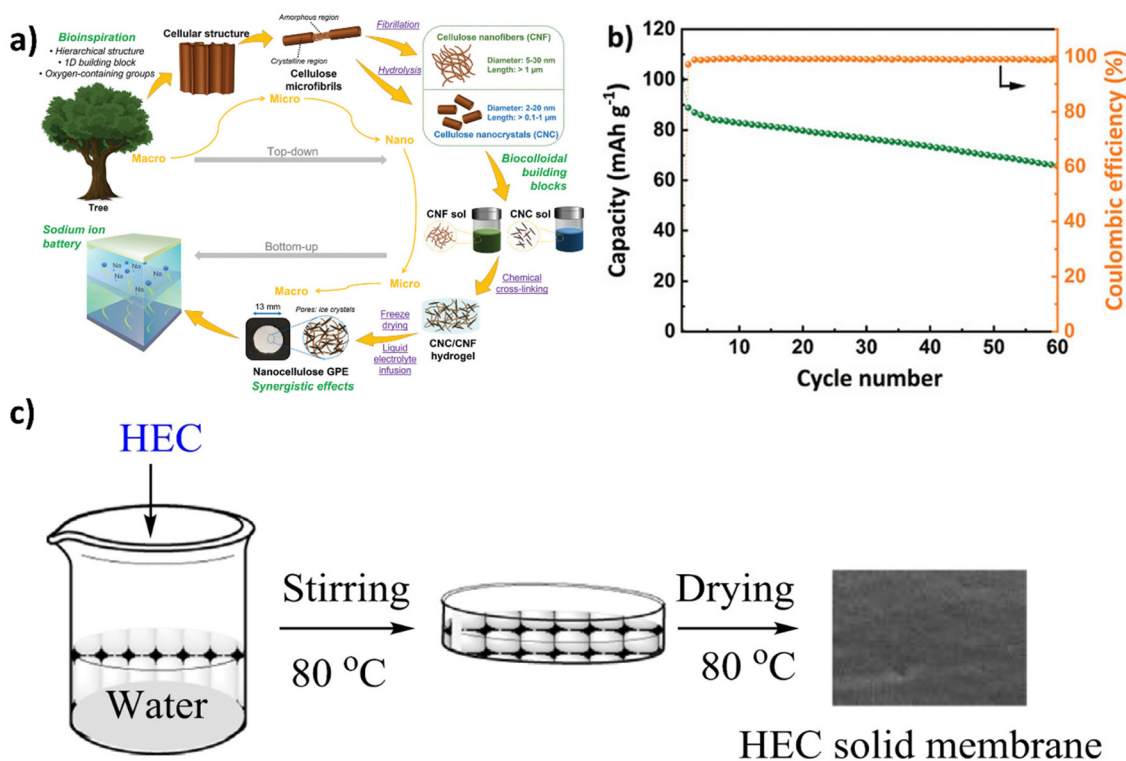 a)
Bioinspiration
• Hierarchical structure
• 1D building block
• Oxygen-containing groups
Cellular structure
Amorphous region
Crystalline region
Cellulose
microfibrils
Fibrillation
Hydrolysis
Cellulose nanofibers (CNF)
Diameter: 5-30 nm
Length: > 1 μm
Diameter: 2-20 nm
Length: > 0.1-1 μm
Cellulose nanocrystals (CNC)
Macro
Micro
Nano
Top-down
Tree
Biocolloidal
building
blocks
CNF sol
CNC sol
Sodium ion
battery
Na
Na
Na
Na
Na
Bottom-up
Chemical
cross-linking
Macro
Micro
13 mm
Pores: ice crystals
Freeze
drying
Liquid
electrolyte
infusion
CNC/CNF
hydrogel
Nanocellulose GPE
Synergistic effects
b)
Capacity (mAh g⁻¹)
120
100
80
60
40
20
0
10
20
30
40
50
60
Cycle number
100
80
60
40
20
0
Coulombic efficiency (%)
c)
HEC
Water
Stirring
80 °C
Drying
80 °C
HEC solid membrane